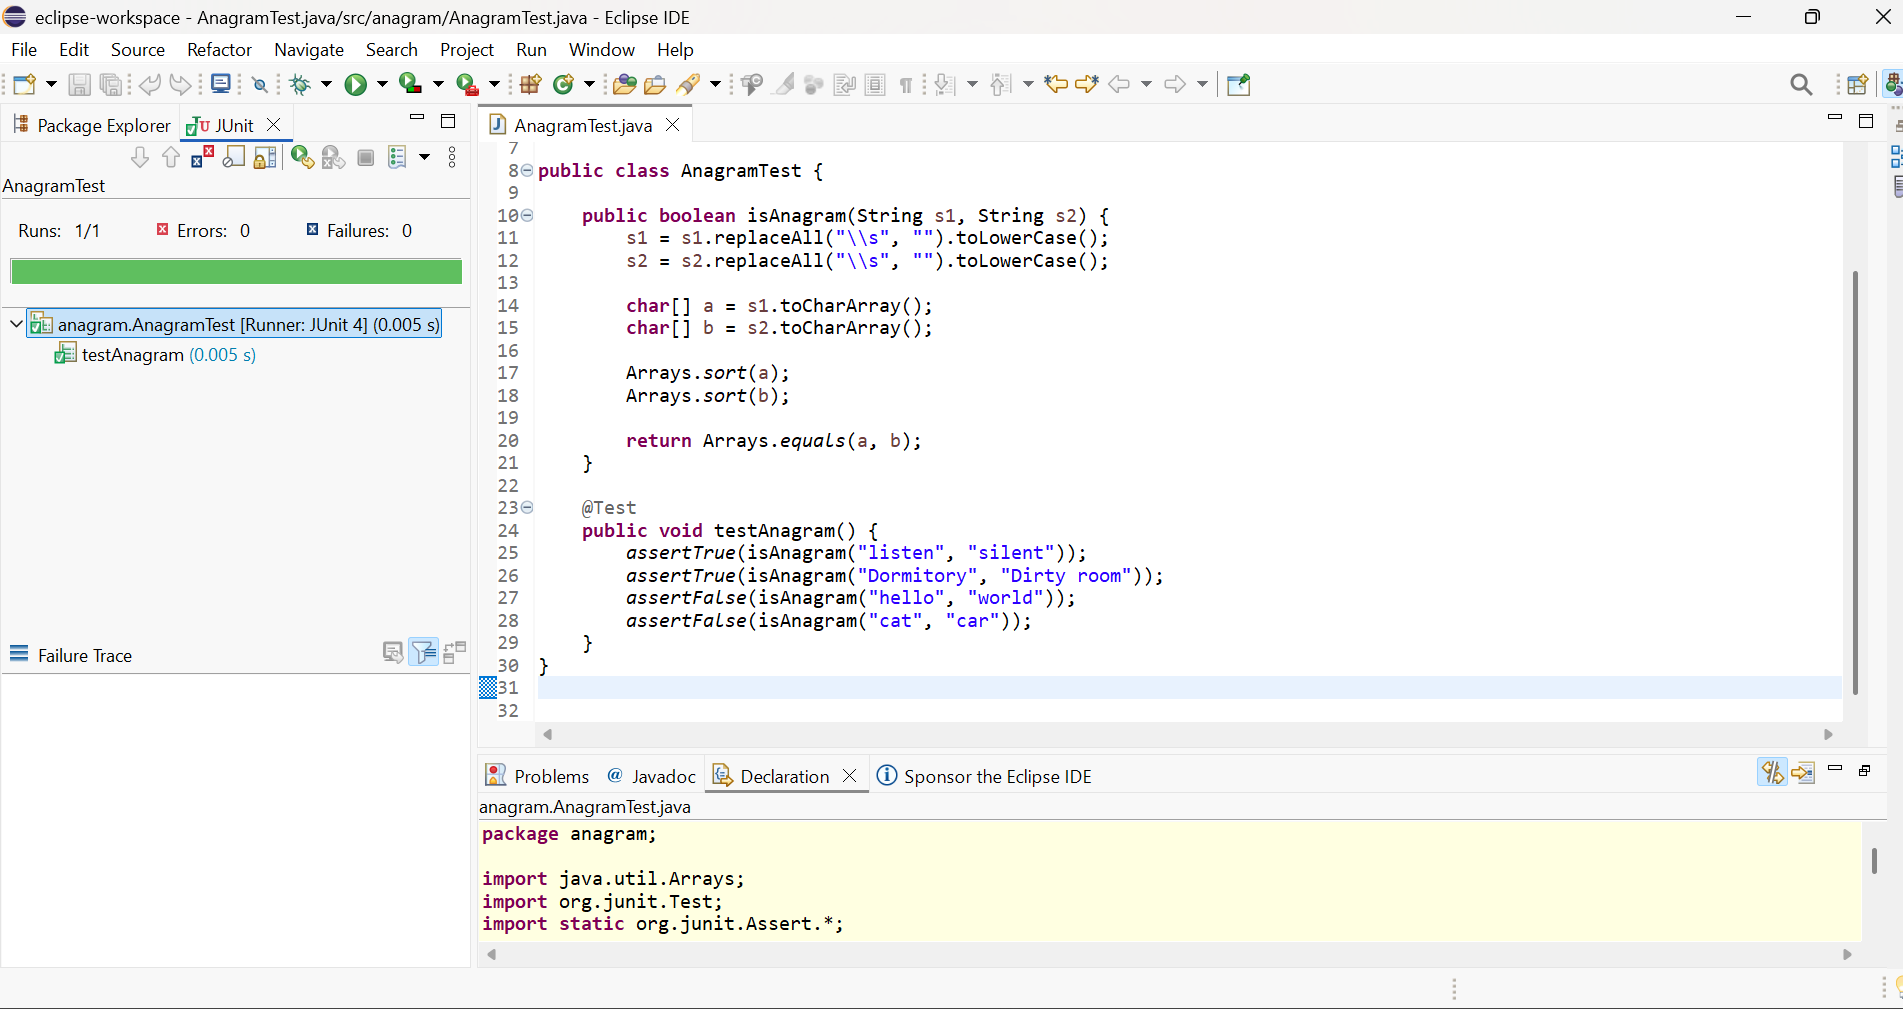 eclipse-workspace - AnagramTest.java/src/anagram/AnagramTest.java - Eclipse IDE
File Edit Source Refactor Navigate Search Project Run Window Help
Package Explorer JUnit
AnagramTest
Runs: 1/1 Errors: 0 Failures: 0
anagram.AnagramTest [Runner: JUnit 4] (0.005 s)
testAnagram (0.005 s)
Failure Trace
AnagramTest.java
7
8 public class AnagramTest {
9
10 public boolean isAnagram(String s1, String s2) {
11 s1 = s1.replaceAll("\\s", "").toLowerCase();
12 s2 = s2.replaceAll("\\s", "").toLowerCase();
13
14 char[] a = s1.toCharArray();
15 char[] b = s2.toCharArray();
16
17 Arrays.sort(a);
18 Arrays.sort(b);
19
20 return Arrays.equals(a, b);
21 }
22
23 @Test
24 public void testAnagram() {
25 assertTrue(isAnagram("listen", "silent"));
26 assertTrue(isAnagram("Dormitory", "Dirty room"));
27 assertFalse(isAnagram("hello", "world"));
28 assertFalse(isAnagram("cat", "car"));
29 }
30 }
31
32
Problems @ Javadoc Declaration Sponsor the Eclipse IDE
anagram.AnagramTest.java
package anagram;
import java.util.Arrays;
import org.junit.Test;
import static org.junit.Assert.*;